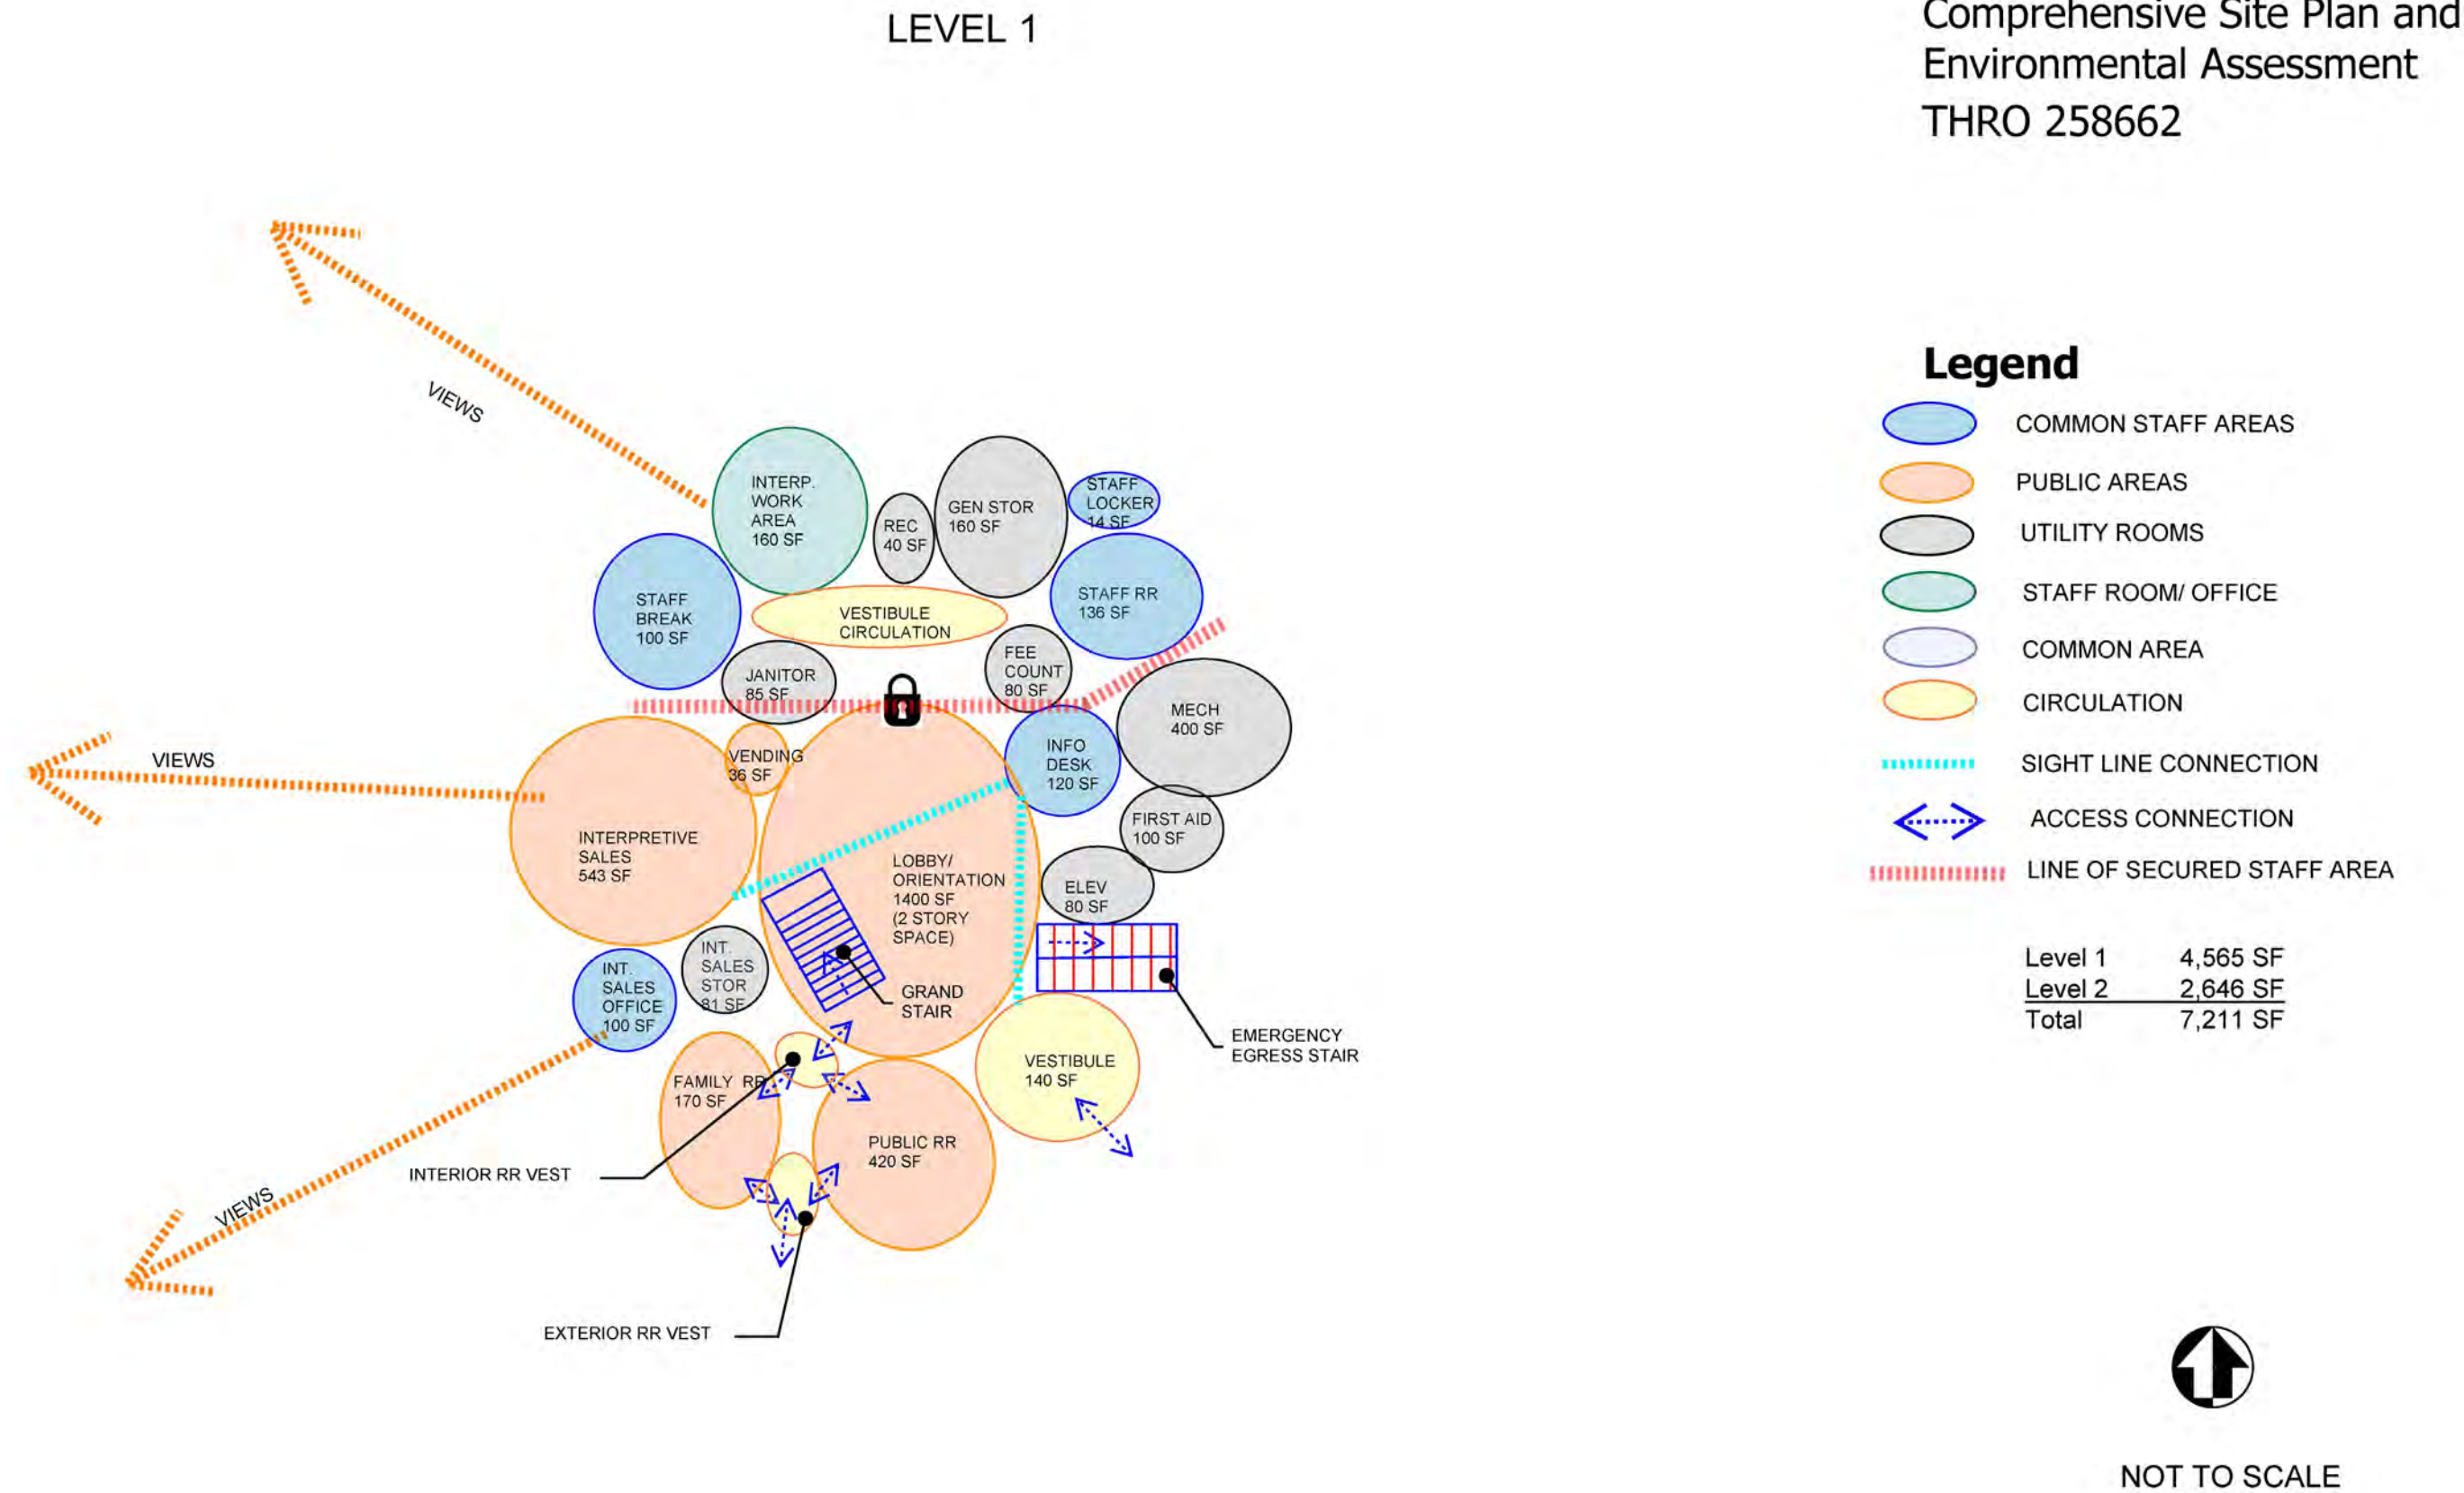 LEVEL 1
Comprehensive Site Plan and
Environmental Assessment
THRO 258662
VIEWS
INTERP.
WORK
AREA
160 SF
REC
40 SF
GEN STOR
160 SF
STAFF
LOCKER
14 SF
STAFF
BREAK
100 SF
VESTIBULE
CIRCULATION
STAFF RR
136 SF
JANITOR
85 SF
FEE
COUNT
80 SF
MECH
400 SF
VIEWS
VENDING
36 SF
INFO
DESK
120 SF
INTERPRETIVE
SALES
543 SF
LOBBY/
ORIENTATION
1400 SF
(2 STORY
SPACE)
FIRST AID
100 SF
ELEV
80 SF
INT.
SALES
OFFICE
100 SF
INT.
SALES
STOR
81 SF
GRAND
STAIR
EMERGENCY
EGRESS STAIR
FAMILY RR
170 SF
VESTIBULE
140 SF
PUBLIC RR
420 SF
INTERIOR RR VEST
VIEWS
EXTERIOR RR VEST
Legend
COMMON STAFF AREAS
PUBLIC AREAS
UTILITY ROOMS
STAFF ROOM/ OFFICE
COMMON AREA
CIRCULATION
SIGHT LINE CONNECTION
ACCESS CONNECTION
LINE OF SECURED STAFF AREA
Level 1 4,565 SF
Level 2 2,646 SF
Total 7,211 SF
NOT TO SCALE